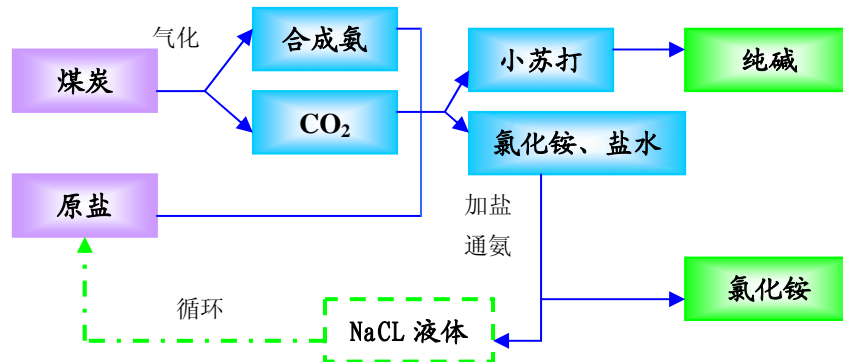 气化
合成氨
煤炭
CO₂
小苏打
纯碱
氯化铵、盐水
原盐
加盐
通氨
氯化铵
循环
NaCL 液体